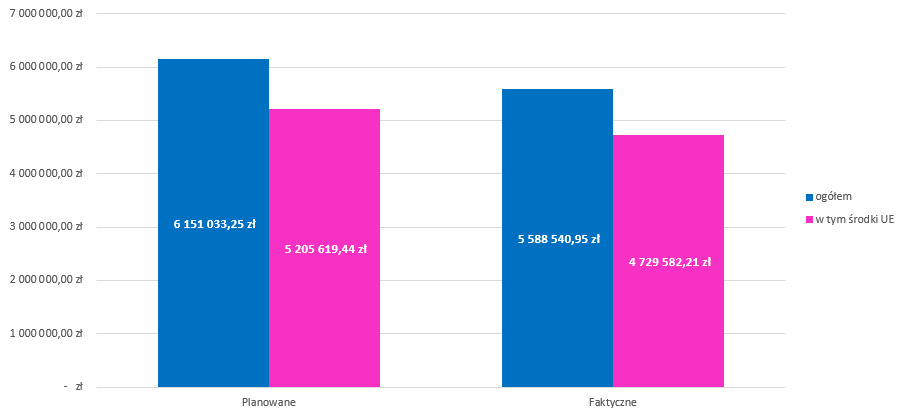 7 000 000,00 zł
6 000 000,00 zł
5 000 000,00 zł
4 000 000,00 zł
3 000 000,00 zł
2 000 000,00 zł
1 000 000,00 zł
- zł
6 151 033,25 zł
5 205 619,44 zł
5 588 540,95 zł
4 729 582,21 zł
Planowane
Faktyczne
ogółem
w tym środki UE